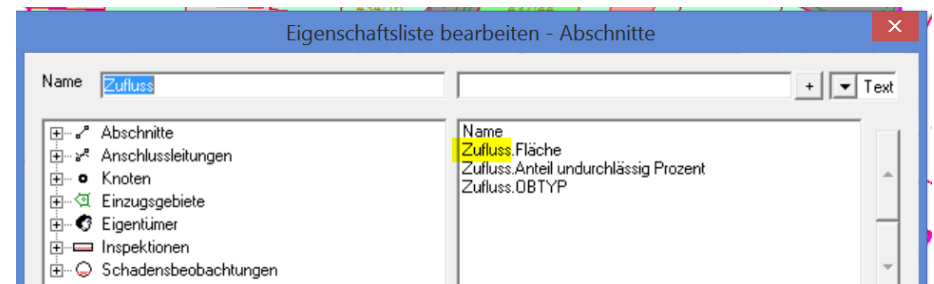 Eigenschaftsliste bearbeiten - Abschnitte
Name Zufluss + Text
Abschnitte
Anschlussleitungen
Knoten
Einzugsgebiete
Eigentümer
Inspektionen
Schadensbeobachtungen
Name
Zufluss.Fläche
Zufluss.Anteil undurchlässig Prozent
Zufluss.OBTYP